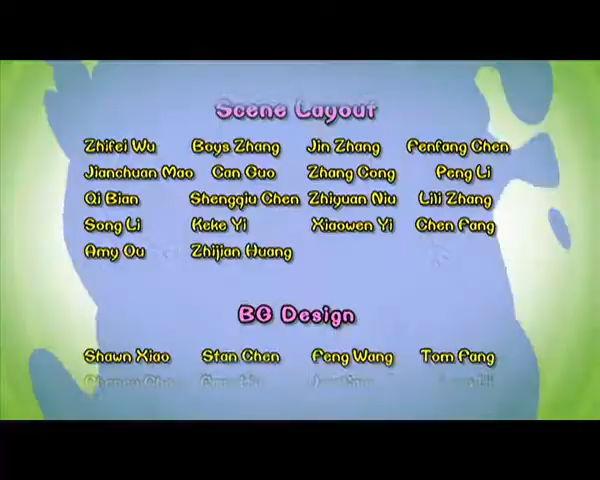 Scene Layout
Zhifei Wu Boys Zhang Jin Zhang Fenfang Chen
Jianchuan Mao Can Guo Zhang Cong Peng Li
Qi Bian Shengqiu Chen Zhiyuan Niu Lili Zhang
Song Li Keke Yi Xiaowen Yi Chen Fang
Amy Ou Zhijian Huang
BG Design
Shawn Xiao Stan Chen Feng Wang Tom Fang